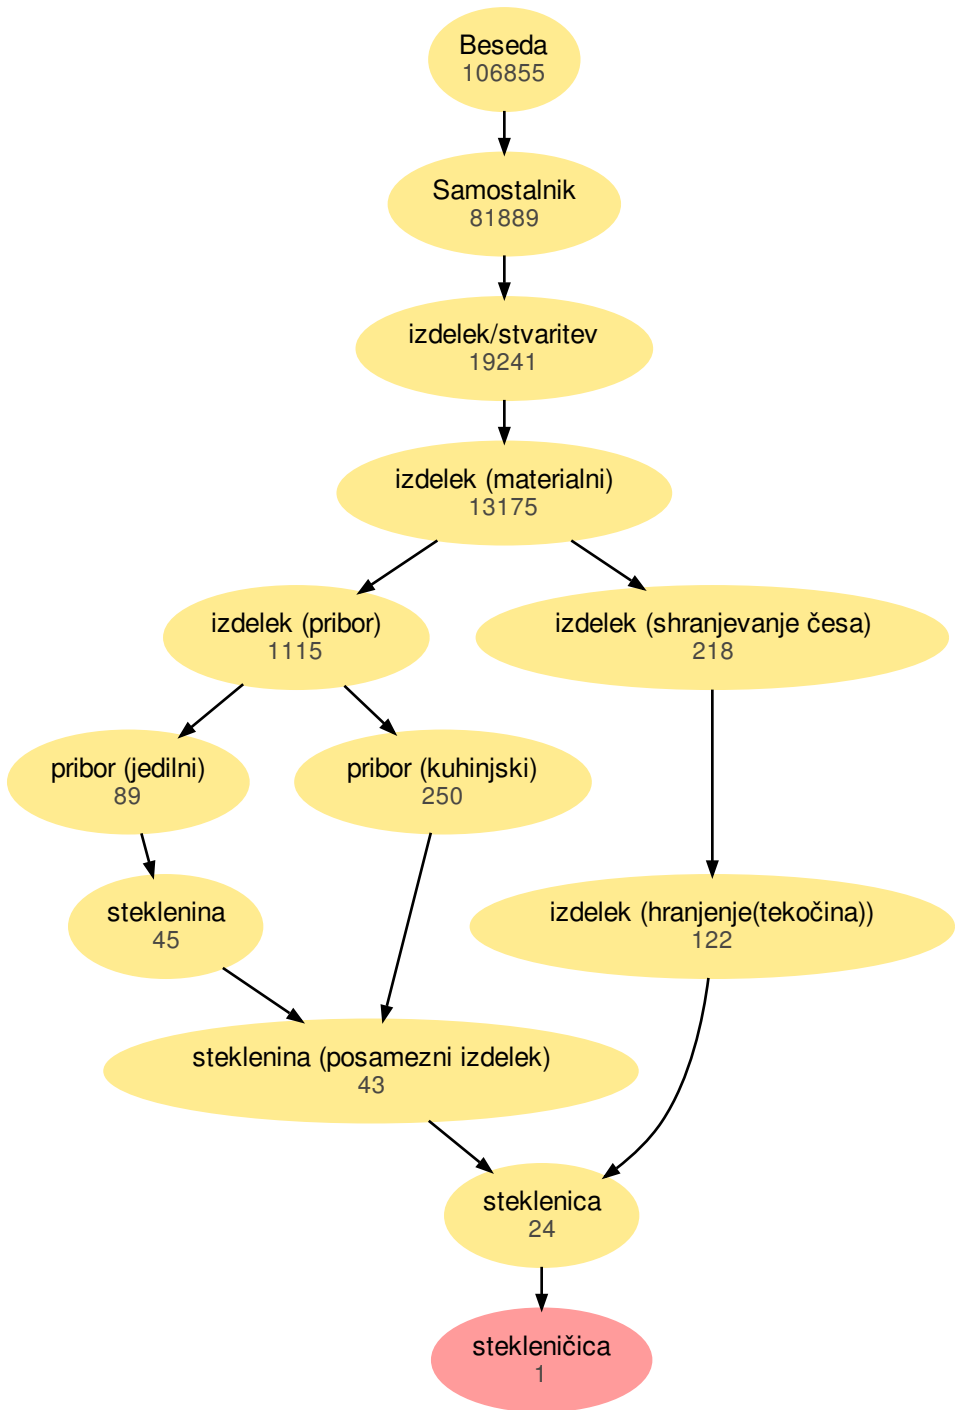 Beseda
106855
Samostalnik
81889
izdelek/stvaritev
19241
izdelek (materialni)
13175
izdelek (pribor)
1115
izdelek (shranjevanje česa)
218
pribor (jedilni)
89
pribor (kuhinjski)
250
steklenina
45
izdelek (hranjenje(tekočina))
122
steklenina (posamezni izdelek)
43
steklenica
24
stekleničica
1